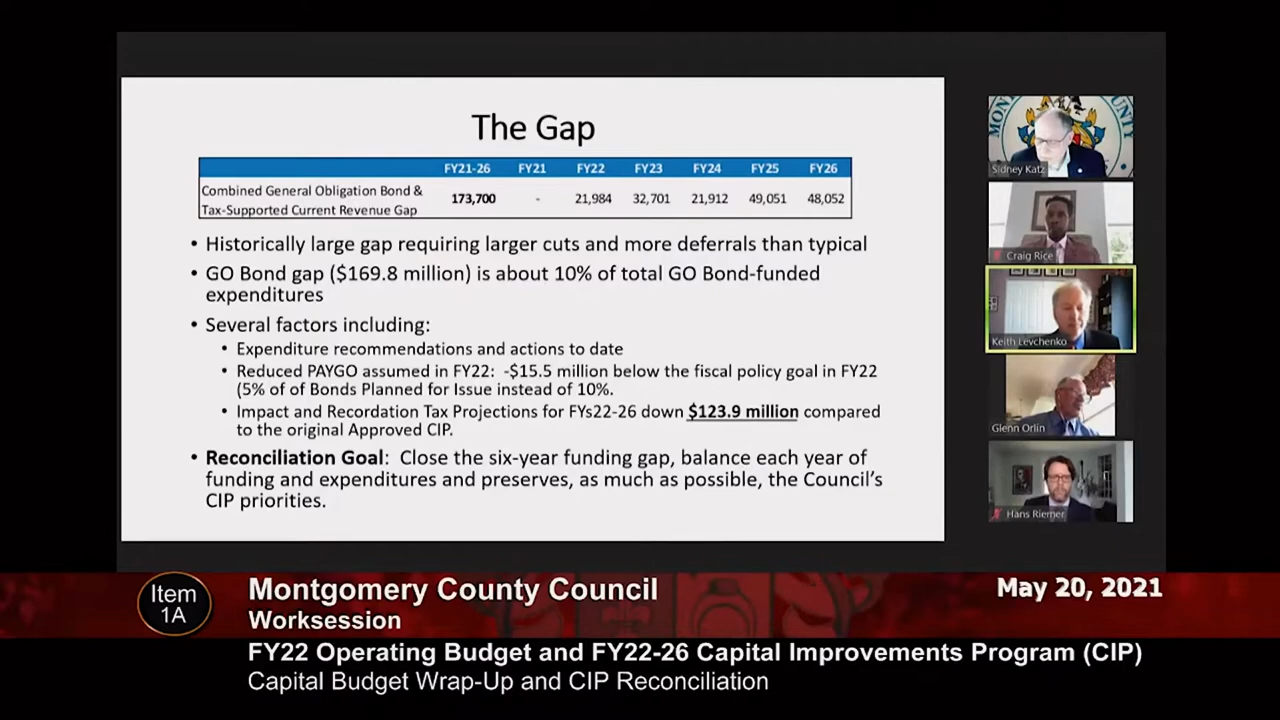 The Gap
FY21-26 FY21 FY22 FY23 FY24 FY25 FY26
Combined General Obligation Bond &
Tax-Supported Current Revenue Gap 173,700 - 21,984 32,701 21,912 49,051 48,052
• Historically large gap requiring larger cuts and more deferrals than typical
• GO Bond gap ($169.8 million) is about 10% of total GO Bond-funded
expenditures
• Several factors including:
• Expenditure recommendations and actions to date
• Reduced PAYGO assumed in FY22: -$15.5 million below the fiscal policy goal in FY22
(5% of of Bonds Planned for Issue instead of 10%.
• Impact and Recordation Tax Projections for FYs22-26 down $123.9 million compared
to the original Approved CIP.
• Reconciliation Goal: Close the six-year funding gap, balance each year of
funding and expenditures and preserves, as much as possible, the Council's
CIP priorities.
Sidney Katz
Craig Rice
Keith Levchenko
Glenn Orlin
Hans Riemer
Item
1A
Montgomery County Council
Worksession
May 20, 2021
FY22 Operating Budget and FY22-26 Capital Improvements Program (CIP)
Capital Budget Wrap-Up and CIP Reconciliation